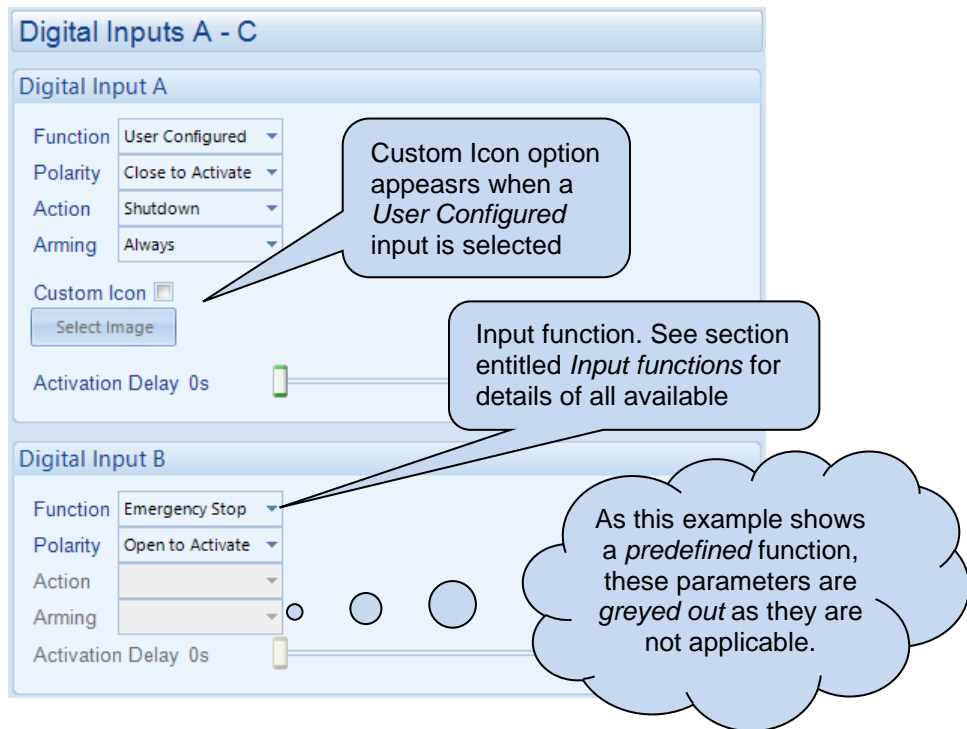 Digital Inputs A - C
Digital Input A
Function User Configured
Polarity Close to Activate
Action Shutdown
Arming Always
Custom Icon
Select Image
Activation Delay 0s
Custom Icon option
appeasrs when a
User Configured
input is selected
Input function. See section
entitled Input functions for
details of all available
Digital Input B
Function Emergency Stop
Polarity Open to Activate
Action
Arming
Activation Delay 0s
As this example shows
a predefined function,
these parameters are
greyed out as they are
not applicable.